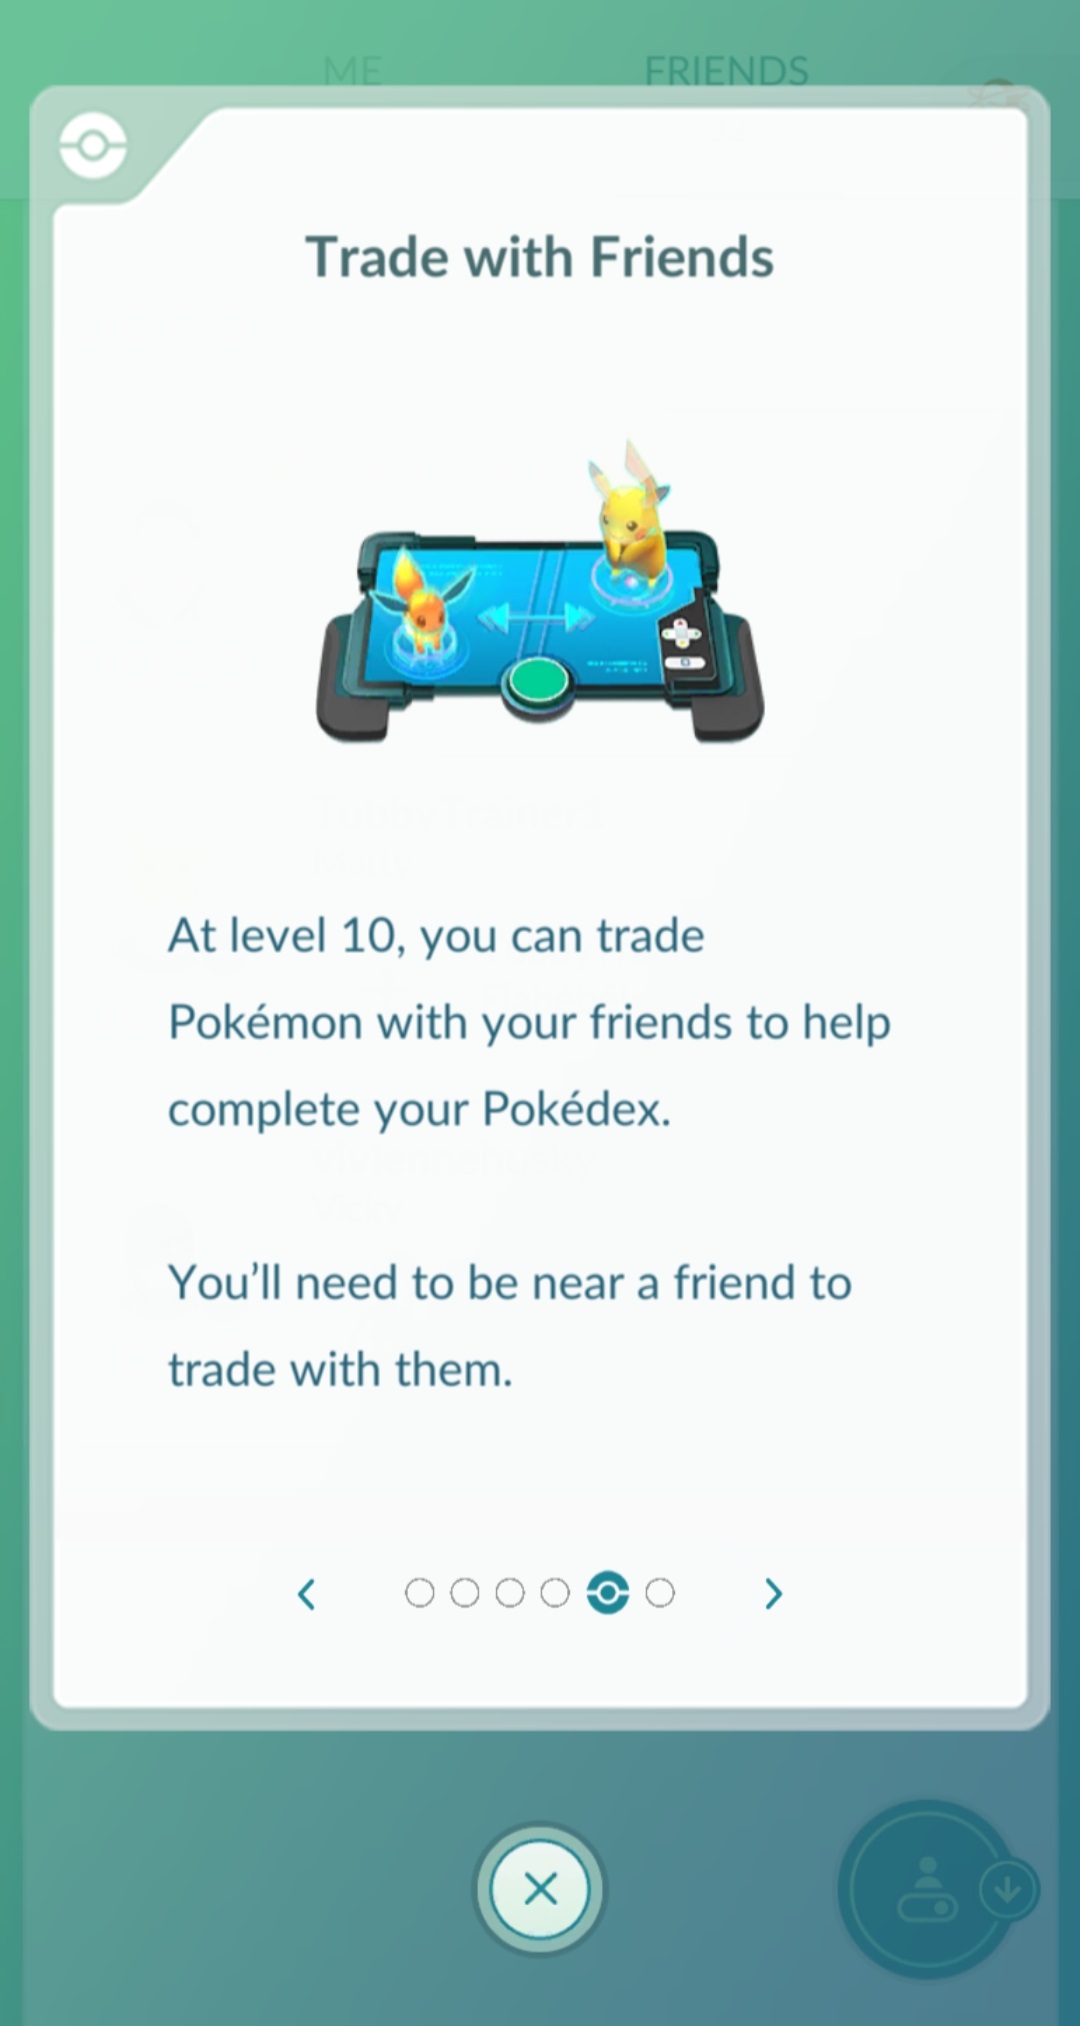 ME FRIENDS
Trade with Friends
At level 10, you can trade
Pokémon with your friends to help
complete your Pokédex.
You’ll need to be near a friend to
trade with them.